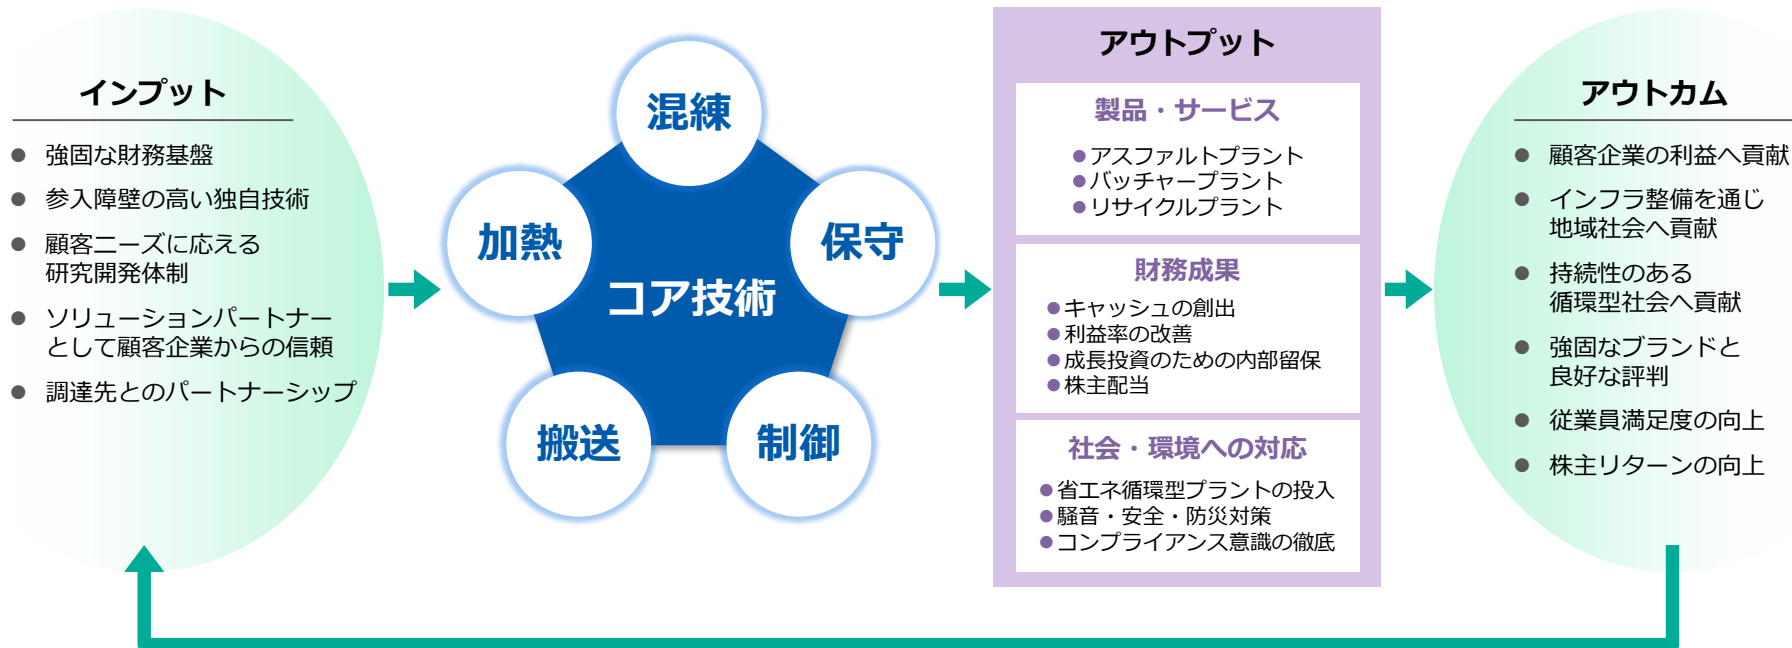 インプット
● 強固な財務基盤
● 参入障壁の高い独自技術
● 顧客ニーズに応える
研究開発体制
● ソリューションパートナー
として顧客企業からの信頼
● 調達先とのパートナーシップ
混練
加熱
保守
コア技術
搬送
制御
アウトプット
製品・サービス
●アスファルトプラント
●バッチャープラント
●リサイクルプラント
財務成果
●キャッシュの創出
●利益率の改善
●成長投資のための内部留保
●株主配当
社会・環境への対応
●省エネ循環型プラントの投入
●騒音・安全・防災対策
●コンプライアンス意識の徹底
アウトカム
● 顧客企業の利益へ貢献
● インフラ整備を通じ
地域社会へ貢献
● 持続性のある
循環型社会へ貢献
● 強固なブランドと
良好な評判
● 従業員満足度の向上
● 株主リターンの向上